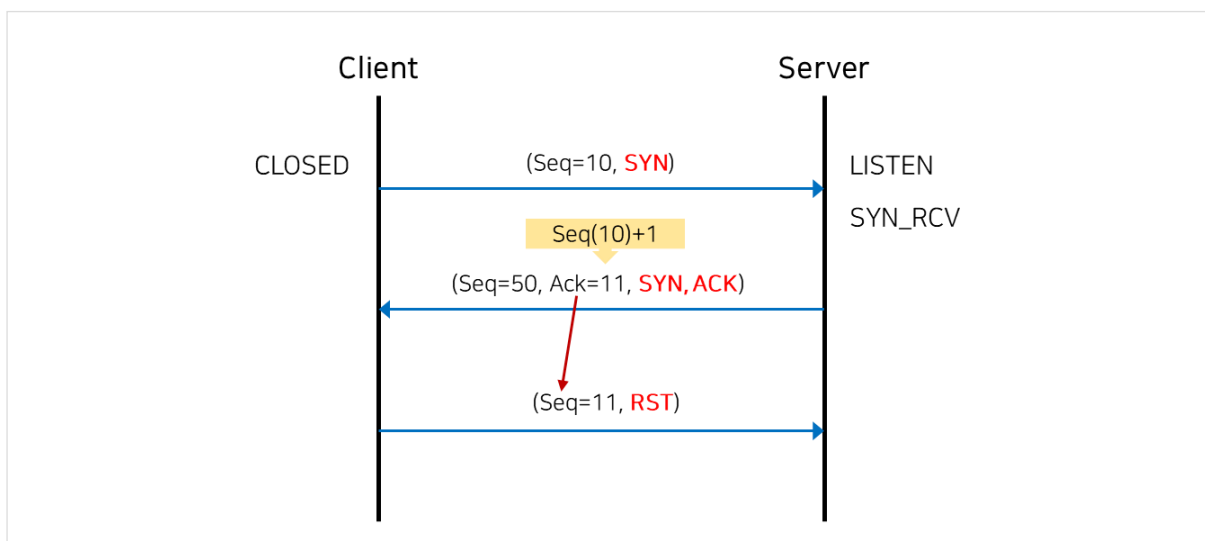 Client
Server
CLOSED
(Seq=10, SYN)
LISTEN
SYN_RCV
Seq(10)+1
(Seq=50, Ack=11, SYN, ACK)
(Seq=11, RST)